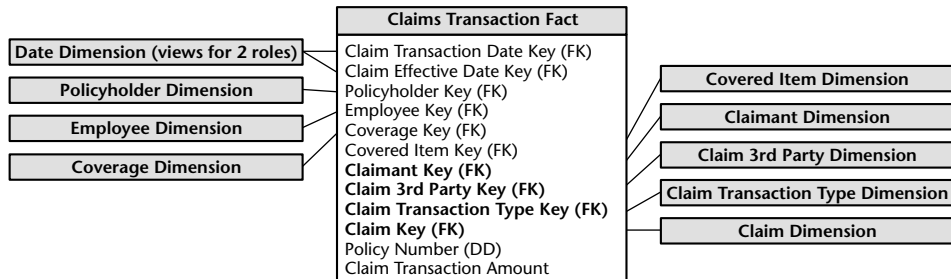 Claims Transaction Fact
Date Dimension (views for 2 roles)
Policyholder Dimension
Employee Dimension
Coverage Dimension
Claim Transaction Date Key (FK)
Claim Effective Date Key (FK)
Policyholder Key (FK)
Employee Key (FK)
Coverage Key (FK)
Covered Item Key (FK)
Claimant Key (FK)
Claim 3rd Party Key (FK)
Claim Transaction Type Key (FK)
Claim Key (FK)
Policy Number (DD)
Claim Transaction Amount
Covered Item Dimension
Claimant Dimension
Claim 3rd Party Dimension
Claim Transaction Type Dimension
Claim Dimension